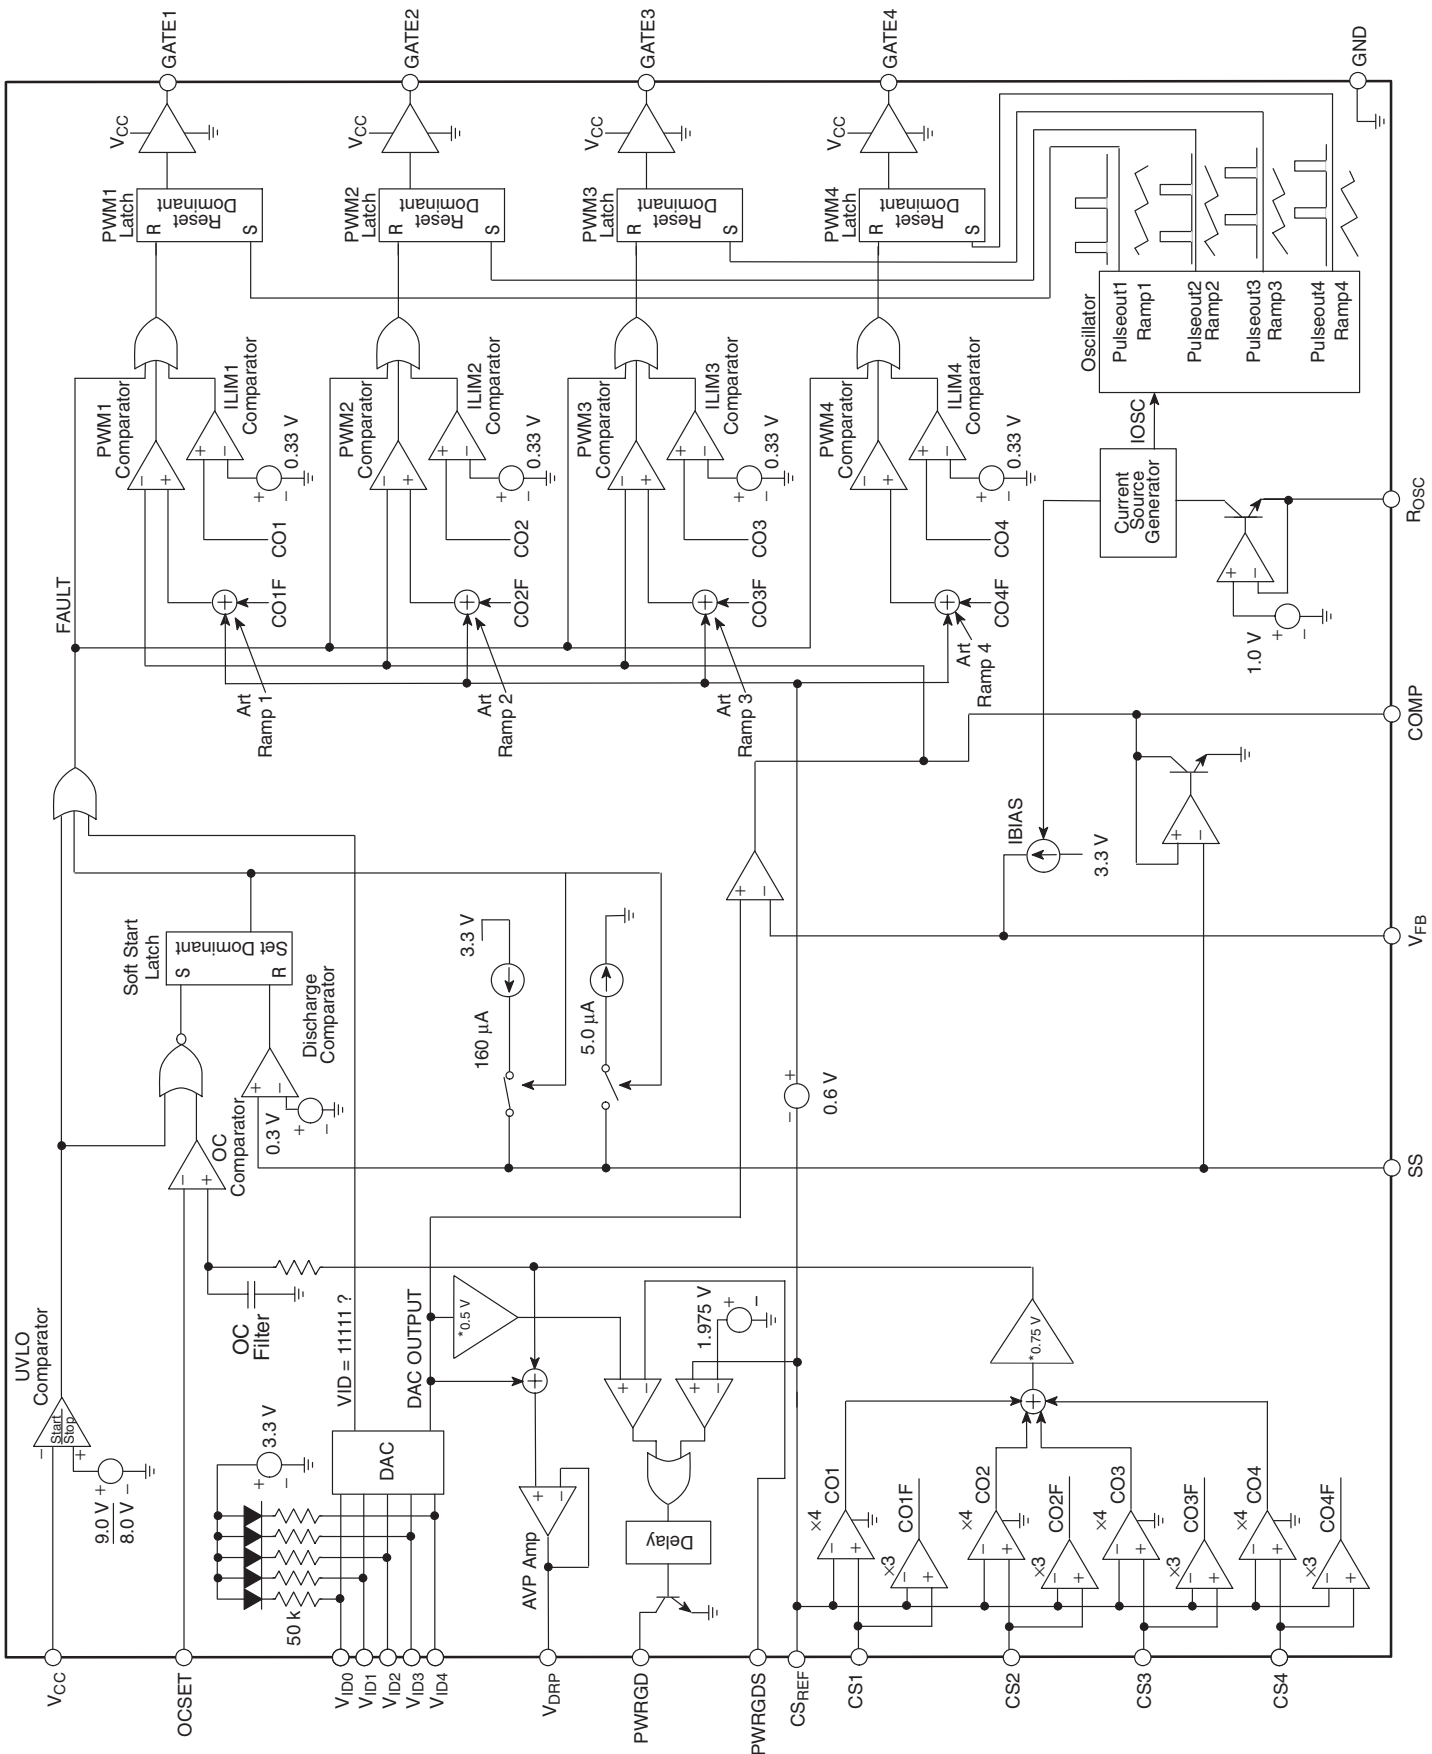 GATE1
GATE2
GATE3
GATE4
GND
VCC
VCC
VCC
VCC
PWM1
Latch
R
S
Reset
Dominant
PWM2
Latch
R
S
Reset
Dominant
PWM3
Latch
R
S
Reset
Dominant
PWM4
Latch
R
S
Reset
Dominant
Oscillator
Pulseout1
Ramp1
Pulseout2
Ramp2
Pulseout3
Ramp3
Pulseout4
Ramp4
PWM1
Comparator
−
+
ILIM1
Comparator
+
−
+
−
0.33 V
CO1
CO1F
+
PWM2
Comparator
−
+
ILIM2
Comparator
+
−
+
−
0.33 V
CO2
CO2F
+
PWM3
Comparator
−
+
ILIM3
Comparator
+
−
+
−
0.33 V
CO3
CO3F
+
PWM4
Comparator
−
+
ILIM4
Comparator
+
−
+
−
0.33 V
CO4
CO4F
+
IOSC
Current
Source
Generator
+
−
1.0 V
+
−
ROSC
FAULT
Art
Ramp 1
Art
Ramp 2
Art
Ramp 3
Art
Ramp 4
COMP
IBIAS
3.3 V
+
−
+
−
VFB
Soft Start
Latch
S
R
Set Dominant
Discharge
Comparator
+
−
0.3 V
+
−
OC
Comparator
−
+
3.3 V
160 μA
5.0 μA
+
−
0.6 V
SS
UVLO
Comparator
−
+
Start
Stop
9.0 V
8.0 V
+
−
OC
Filter
VID = 11111 ?
DAC OUTPUT
*0.5 V
+
3.3 V
+
−
DAC
50 k
AVP Amp
+
−
+
−
+
−
1.975 V
+
−
Delay
*0.75 V
+
×4
CO1
−
+
×3
CO1F
−
+
×4
CO2
−
+
×3
CO2F
−
+
×4
CO3
−
+
×3
CO3F
−
+
×4
CO4
−
+
×3
CO4F
−
+
VCC
OCSET
VID0
VID1
VID2
VID3
VID4
VDRP
PWRGD
PWRGDS
CSREF
CS1
CS2
CS3
CS4